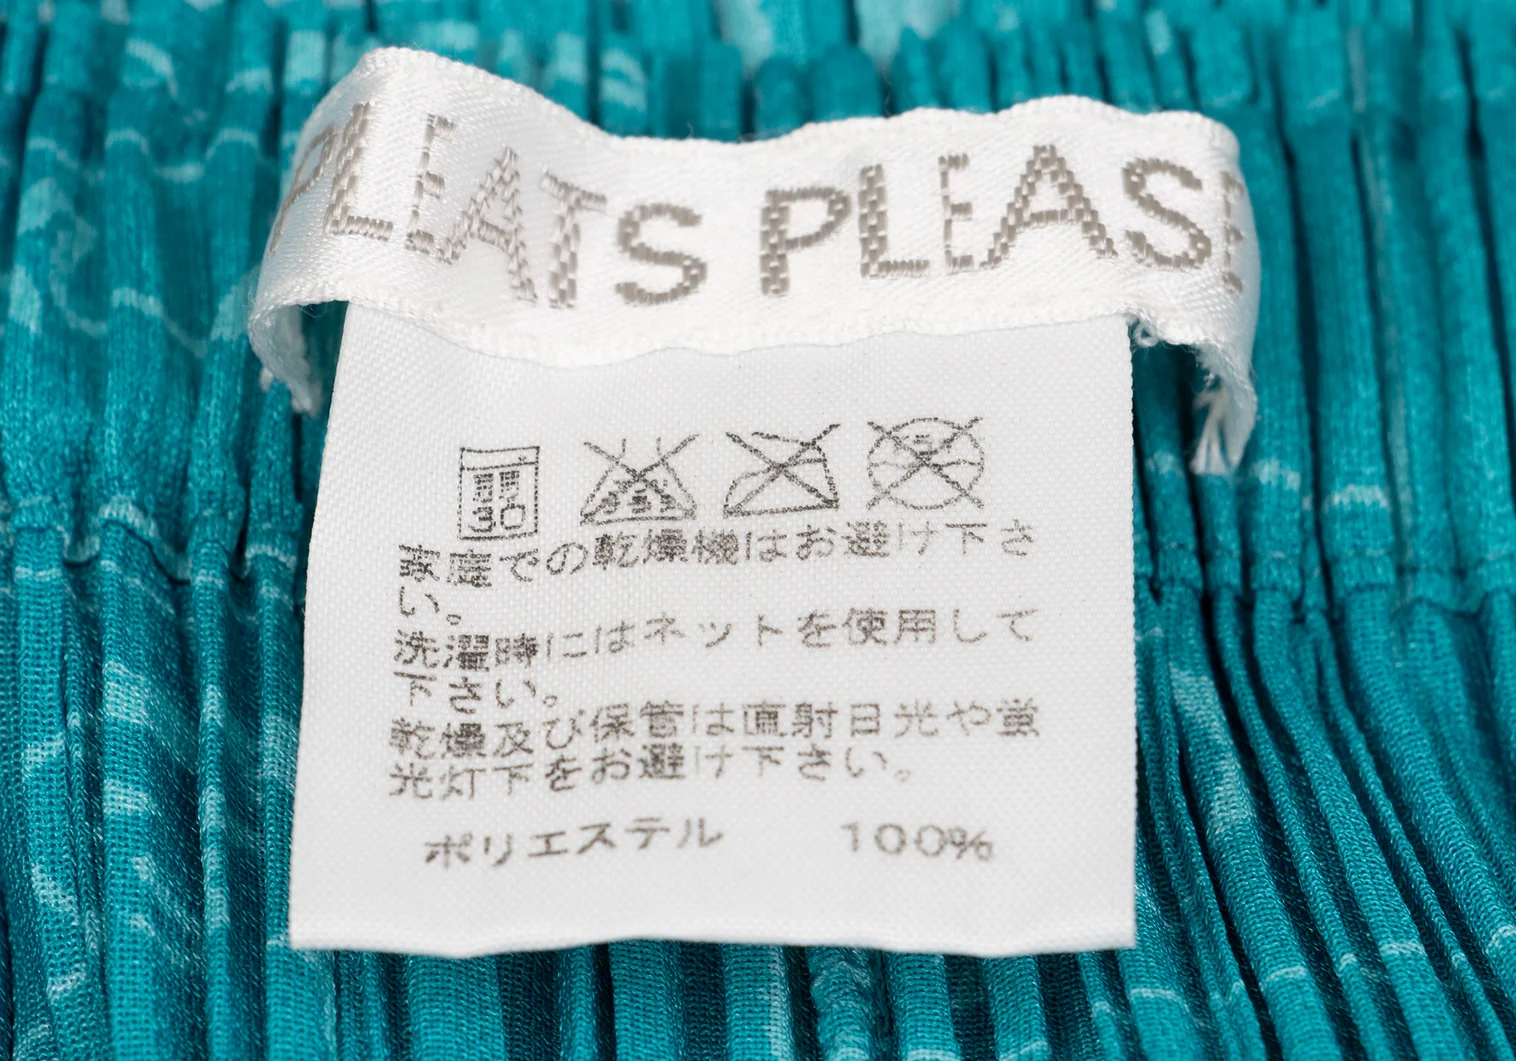 PLEATS PLEASE
30
家庭での乾燥機はお避け下さ
い。
洗濯時にはネットを使用して
下さい。
乾燥及び保管は直射日光や蛍
光灯下をお避け下さい。
ポリエステル 100%